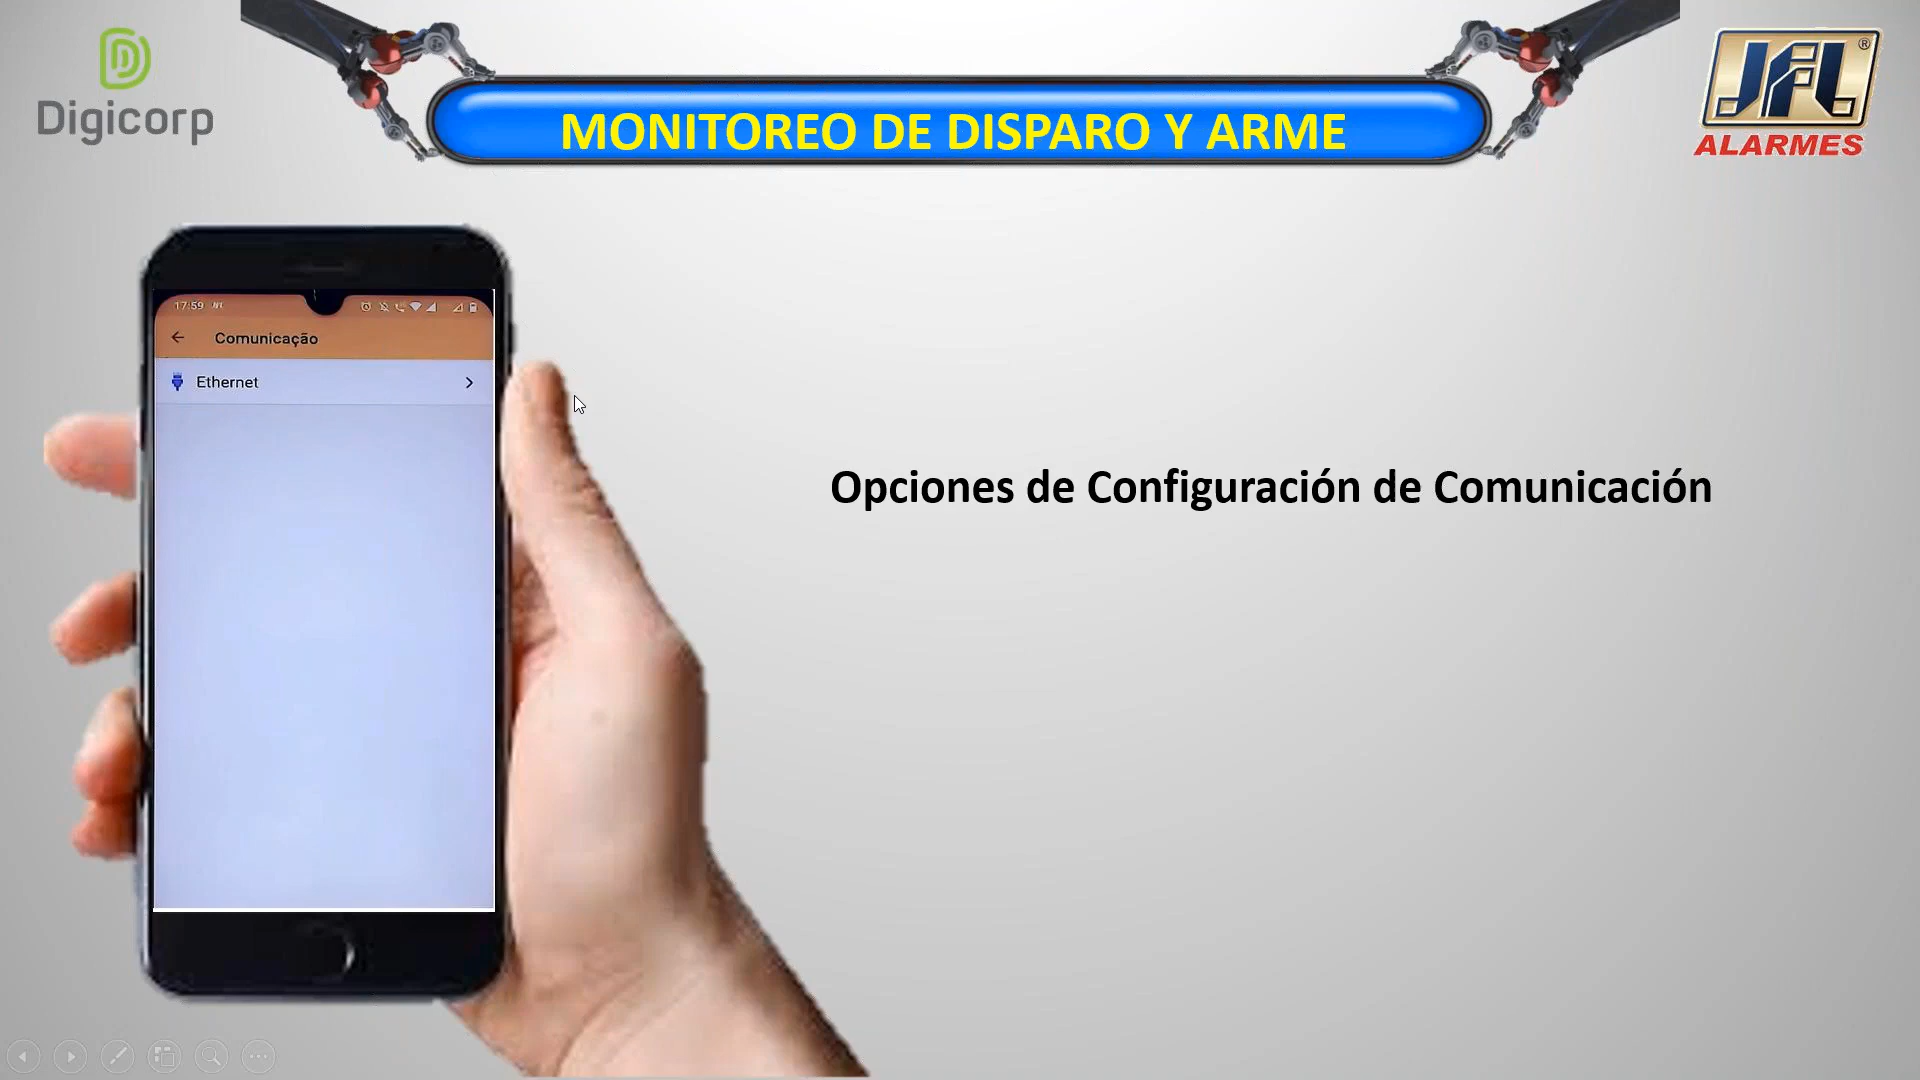 Digicorp
MONITOREO DE DISPARO Y ARME
JFL
®
ALARMES
17:59
Comunicação
Ethernet
Opciones de Configuración de Comunicación